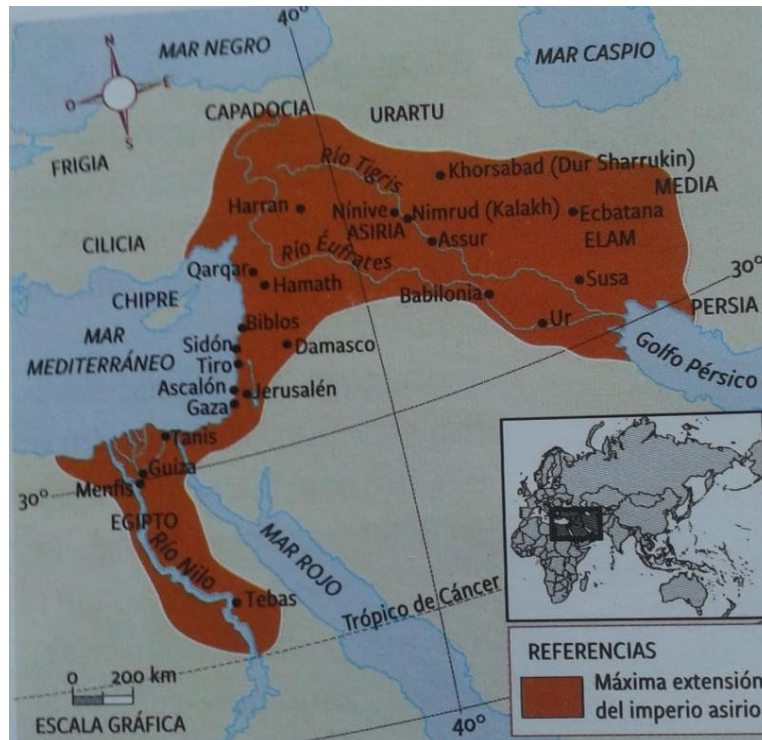 40°
MAR NEGRO
MAR CASPIO
N
O
E
S
CAPADOCIA
URARTU
FRIGIA
Río Tigris
Khorsabad (Dur Sharrukin)
MEDIA
Harran
Nínive
Nimrud (Kalakh)
Ecbatana
ASIRIA
Assur
ELAM
CILICIA
Río Éufrates
Qarqar
Hamath
Susa
30°
CHIPRE
Babilonia
PERSIA
Biblos
Ur
MAR
MEDITERRÁNEO
Sidón
Damasco
Golfo Pérsico
Tiro
Ascalón
Jerusalén
Gaza
Tanis
Guiza
30°
Menfis
EGIPTO
Río Nilo
MAR ROJO
Tebas
Trópico de Cáncer
0 200 km
ESCALA GRÁFICA
40°
REFERENCIAS
Máxima extensión
del imperio asirio